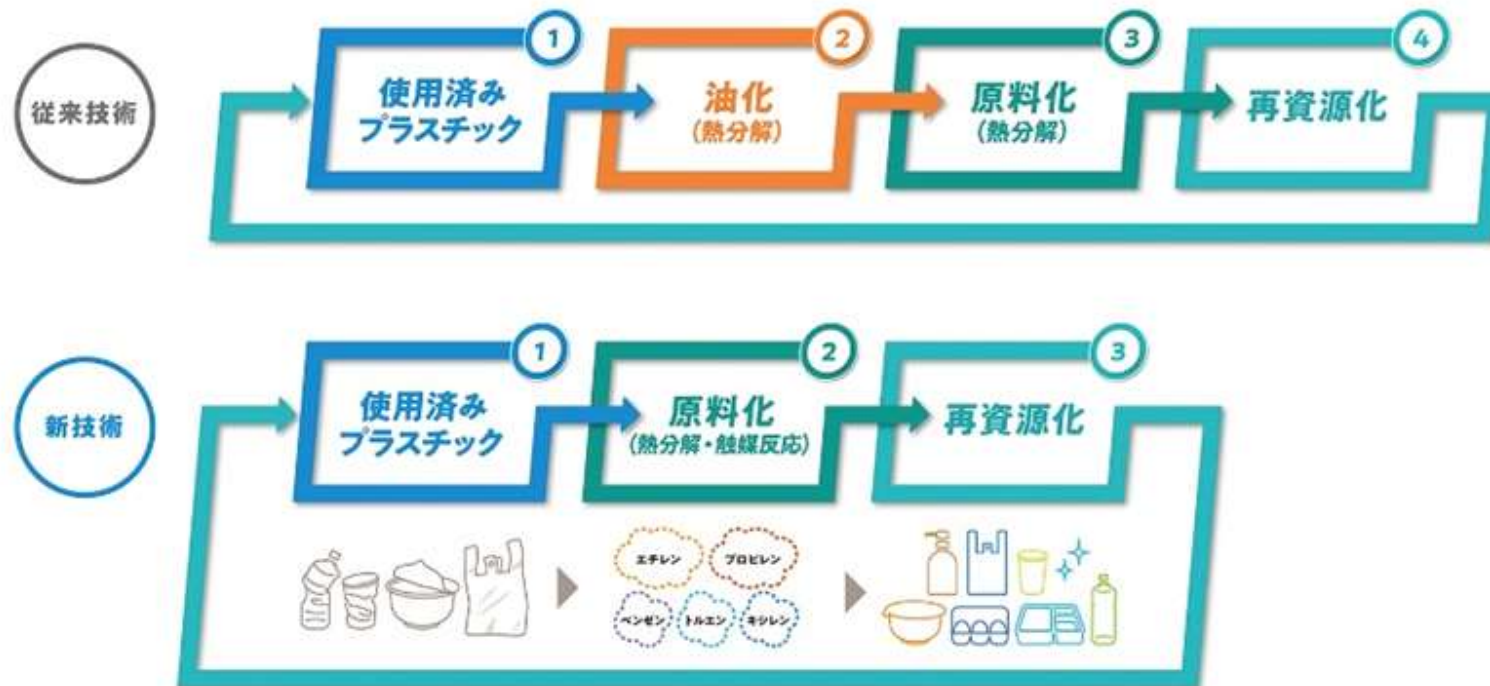 従来技術
1
使用済み
プラスチック
2
油化
(熱分解)
3
原料化
(熱分解)
4
再資源化
新技術
1
使用済み
プラスチック
2
原料化
(熱分解・触媒反応)
3
再資源化
エチレン
プロピレン
ベンゼン
トルエン
キシレン